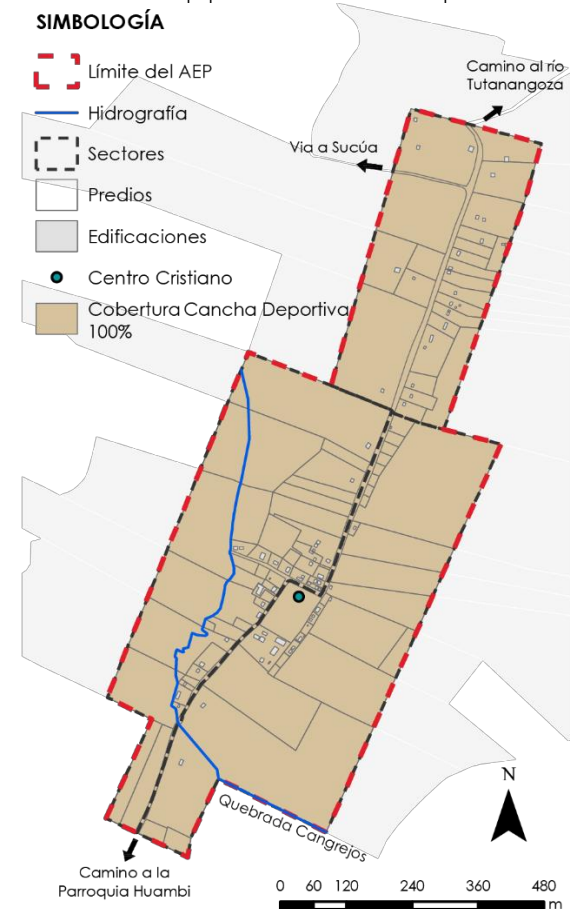 SIMBOLOGÍA
Límite del AEP
Hidrografía
Sectores
Predios
Edificaciones
Centro Cristiano
Cobertura Cancha Deportiva
100%
Camino al río
Tutanangoza
Via a Sucúa
Quebrada Cangrejos
Camino a la
Parroquia Huambi
N
0 60 120 240 360 480
m